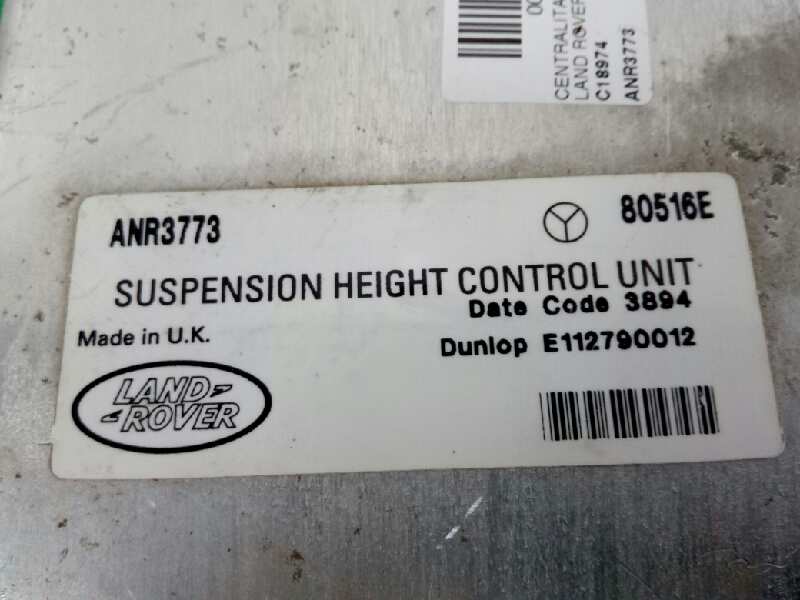 CENTRALITA
LAND ROVER
C18974
ANR3773
ANR3773
80516E
SUSPENSION HEIGHT CONTROL UNIT
Date Code 3894
Made in U.K.
Dunlop E112790012
LAND
ROVER